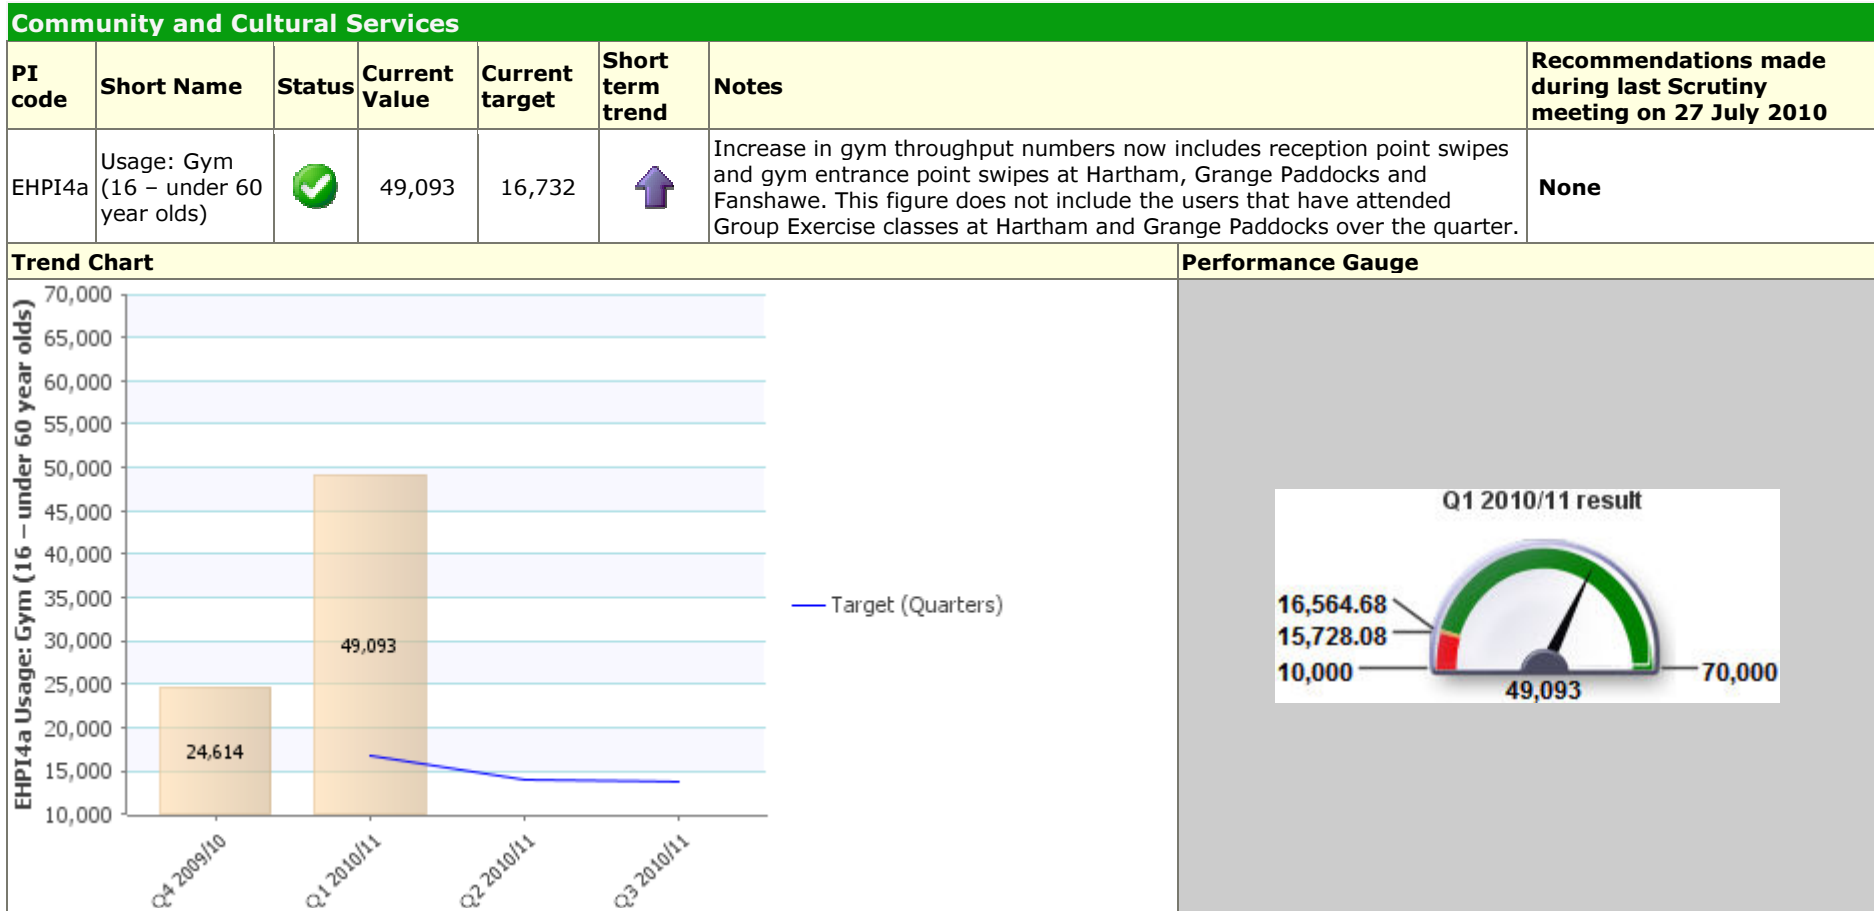 Community and Cultural Services
PI code
Short Name
Status
Current Value
Current target
Short term trend
Notes
Recommendations made during last Scrutiny meeting on 27 July 2010
EHPI4a
Usage: Gym (16 – under 60 year olds)
49,093
16,732
Increase in gym throughput numbers now includes reception point swipes
and gym entrance point swipes at Hartham, Grange Paddocks and
Fanshawe. This figure does not include the users that have attended
Group Exercise classes at Hartham and Grange Paddocks over the quarter.
None
Trend Chart
Performance Gauge
EHPI4a Usage: Gym (16 – under 60 year olds)
70,000
65,000
60,000
55,000
50,000
45,000
40,000
35,000
30,000
25,000
20,000
15,000
10,000
24,614
49,093
Q4 2009/10
Q1 2010/11
Q2 2010/11
Q3 2010/11
Target (Quarters)
Q1 2010/11 result
16,564.68
15,728.08
10,000
70,000
49,093